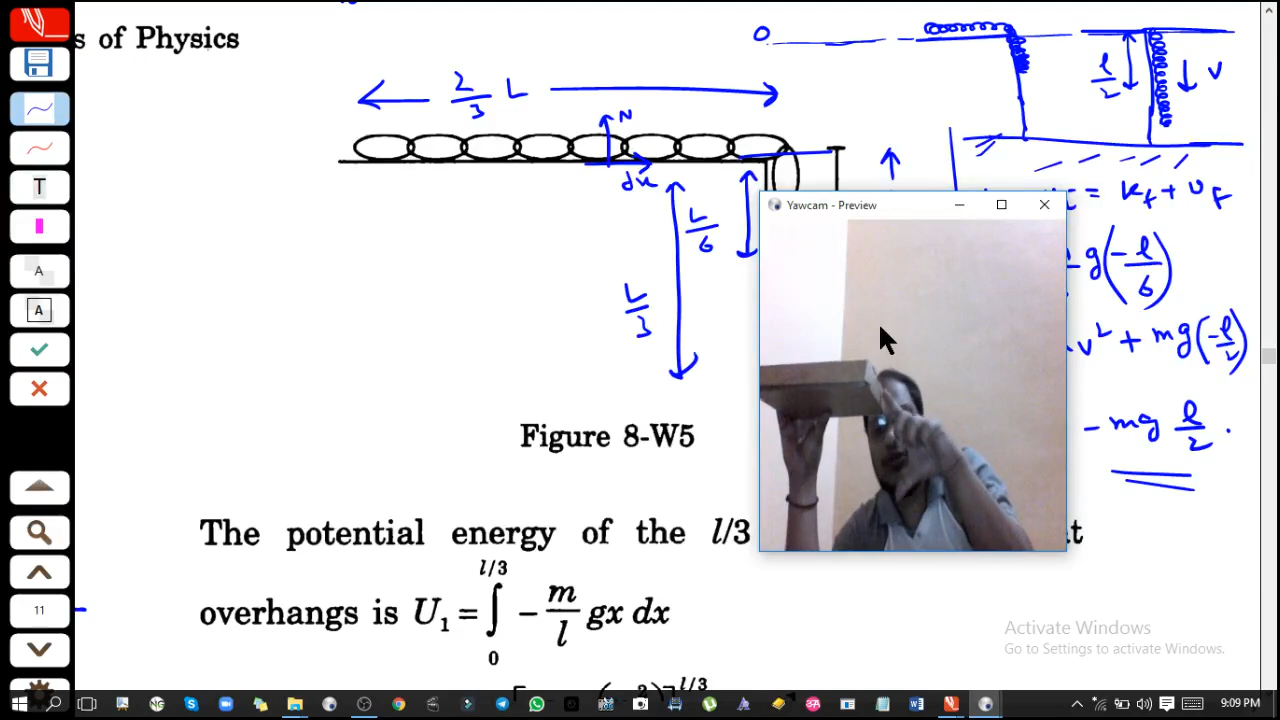 s of Physics
0
2/3 L
N
dx
L/6
L/3
l/2
v
= K_f + U_f
g(-l/6)
v² + mg(-l/2)
- mg l/2 .
Yawcam - Preview
Figure 8-W5
The potential energy of the l/3
overhangs is U₁ = ∫₀^{l/3} - m/l gx dx
l/3
T
A
A
11
Activate Windows
Go to Settings to activate Windows.
9:09 PM